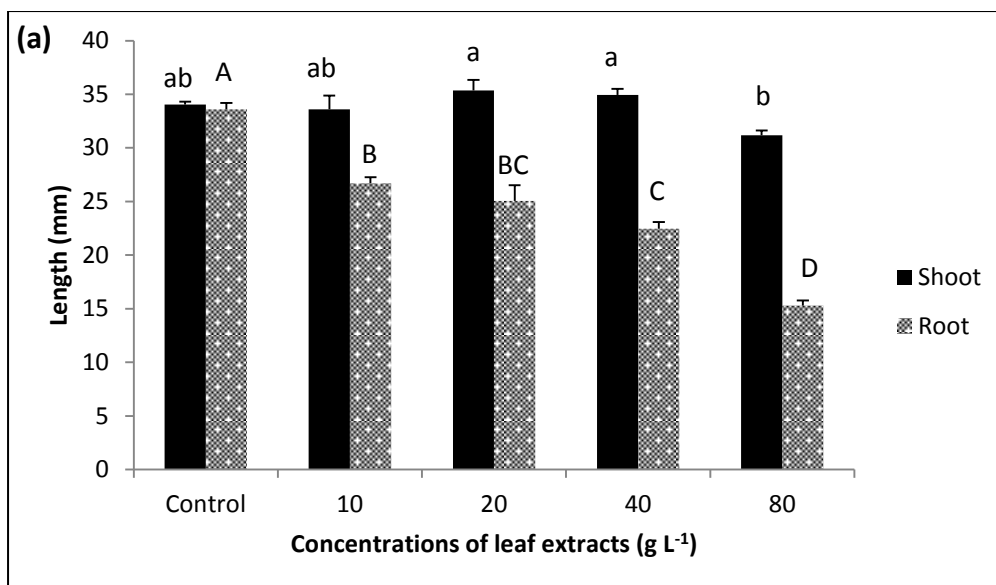 (a)
40
35
30
25
20
15
10
5
0
Length (mm)
ab A ab B a BC a C b D
Control 10 20 40 80
Concentrations of leaf extracts (g L⁻¹)
Shoot
Root